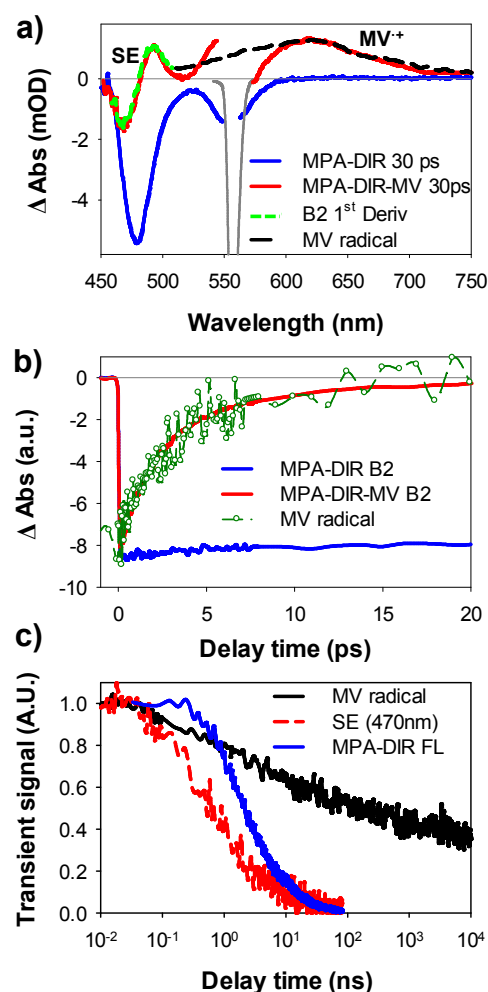 a)
SE
MV·+
0
-2
-4
Δ Abs (mOD)
MPA-DIR 30 ps
MPA-DIR-MV 30ps
B2 1st Deriv
MV radical
450 500 550 600 650 700 750
Wavelength (nm)
b)
0
-2
-4
-6
-8
-10
Δ Abs (a.u.)
MPA-DIR B2
MPA-DIR-MV B2
MV radical
0 5 10 15 20
Delay time (ps)
c)
1.0
0.8
0.6
0.4
0.2
0.0
Transient signal (A.U.)
MV radical
SE (470nm)
MPA-DIR FL
10-2 10-1 100 101 102 103 104
Delay time (ns)